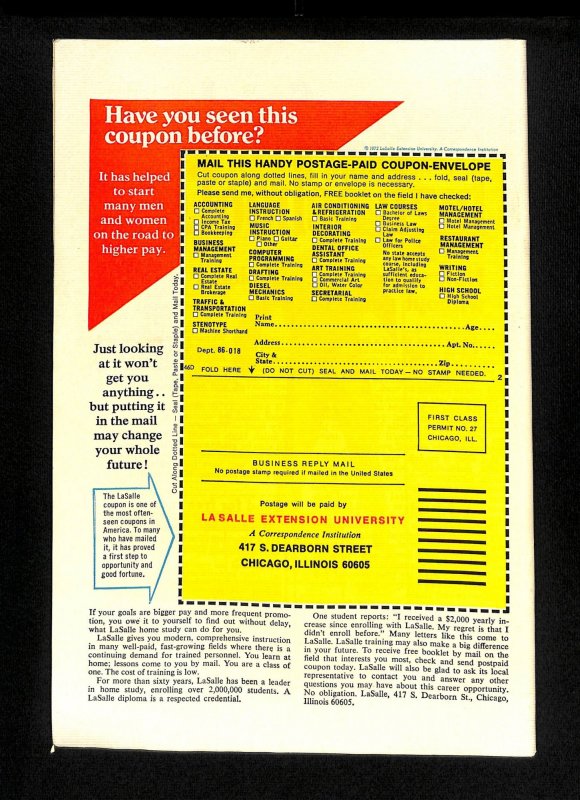 Have you seen this
coupon before?
It has helped
to start
many men
and women
on the road to
higher pay.
© 1972 LaSalle Extension University, A Correspondence Institution
MAIL THIS HANDY POSTAGE-PAID COUPON-ENVELOPE
Cut coupon along dotted lines, fill in your name and address . . . fold, seal (tape,
paste or staple) and mail. No stamp or envelope is necessary.
Please send me, without obligation, FREE booklet on the field I have checked:
ACCOUNTING
☐ Complete
Accounting
☐ Income Tax
☐ CPA Training
☐ Bookkeeping
BUSINESS
MANAGEMENT
☐ Management
Training
REAL ESTATE
☐ Complete Real
Estate
☐ Real Estate
Brokerage
TRAFFIC &
TRANSPORTATION
☐ Complete Training
STENOTYPE
☐ Machine Shorthand
LANGUAGE
INSTRUCTION
☐ French ☐ Spanish
MUSIC
INSTRUCTION
☐ Piano ☐ Guitar
☐ Other
COMPUTER
PROGRAMMING
☐ Complete Training
DRAFTING
☐ Complete Training
DIESEL
MECHANICS
☐ Basic Training
AIR CONDITIONING
& REFRIGERATION
☐ Basic Training
INTERIOR
DECORATING
☐ Complete Training
DENTAL OFFICE
ASSISTANT
☐ Complete Training
ART TRAINING
☐ Complete Training
☐ Commercial Art
☐ Oil, Water Color
SECRETARIAL
☐ Complete Training
LAW COURSES
☐ Bachelor of Laws
Degree
☐ Business Law
☐ Claim Adjusting
Law
☐ Law for Police
Officers
No state accepts
any law home study
course, including
LaSalle's, as
sufficient educa-
tion to qualify
for admission to
practice law.
MOTEL/HOTEL
MANAGEMENT
☐ Motel Management
☐ Hotel Management
RESTAURANT
MANAGEMENT
☐ Management
Training
WRITING
☐ Fiction
☐ Non-Fiction
HIGH SCHOOL
☐ High School
Diploma
Print
Name........Age....
Address........Apt. No.....
Dept. 86-018
City &
State........Zip........
46D FOLD HERE ↓ (DO NOT CUT) SEAL AND MAIL TODAY — NO STAMP NEEDED. 2
Cut Along Dotted Line — Seal (Tape, Paste or Staple) and Mail Today.
Just looking
at it won't
get you
anything . .
but putting it
in the mail
may change
your whole
future!
The LaSalle
coupon is one of
the most often-
seen coupons in
America. To many
who have mailed
it, it has proved
a first step to
opportunity and
good fortune.
FIRST CLASS
PERMIT NO. 27
CHICAGO, ILL.
BUSINESS REPLY MAIL
No postage stamp required if mailed in the United States
Postage will be paid by
LA SALLE EXTENSION UNIVERSITY
A Correspondence Institution
417 S. DEARBORN STREET
CHICAGO, ILLINOIS 60605
If your goals are bigger pay and more frequent promo-
tion, you owe it to yourself to find out without delay,
what LaSalle home study can do for you.
LaSalle gives you modern, comprehensive instruction
in many well-paid, fast-growing fields where there is a
continuing demand for trained personnel. You learn at
home; lessons come to you by mail. You are a class of
one. The cost of training is low.
For more than sixty years, LaSalle has been a leader
in home study, enrolling over 2,000,000 students. A
LaSalle diploma is a respected credential.
One student reports: "I received a $2,000 yearly in-
crease since enrolling with LaSalle. My regret is that I
didn't enroll before." Many letters like this come to
LaSalle. LaSalle training may also make a big difference
in your future. To receive free booklet by mail on the
field that interests you most, check and send postpaid
coupon today. LaSalle will also be glad to ask its local
representative to contact you and answer any other
questions you may have about this career opportunity.
No obligation. LaSalle, 417 S. Dearborn St., Chicago,
Illinois 60605.